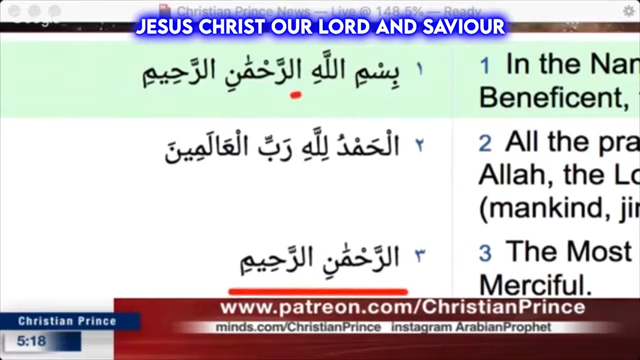 Christian Prince News — Live @ 148.5% — Ready
JESUS CHRIST OUR LORD AND SAVIOUR
١ بِسْمِ اللَّهِ الرَّحْمَٰنِ الرَّحِيمِ
1 In the Nam
Beneficent,
٢ الْحَمْدُ لِلَّهِ رَبِّ الْعَالَمِينَ
2 All the pra
Allah, the Lo
(mankind, jin
٣ الرَّحْمَٰنِ الرَّحِيمِ
3 The Most
Merciful.
www.patreon.com/ChristianPrince
Christian Prince
minds.com/ChristianPrince instagram ArabianProphet
5:18